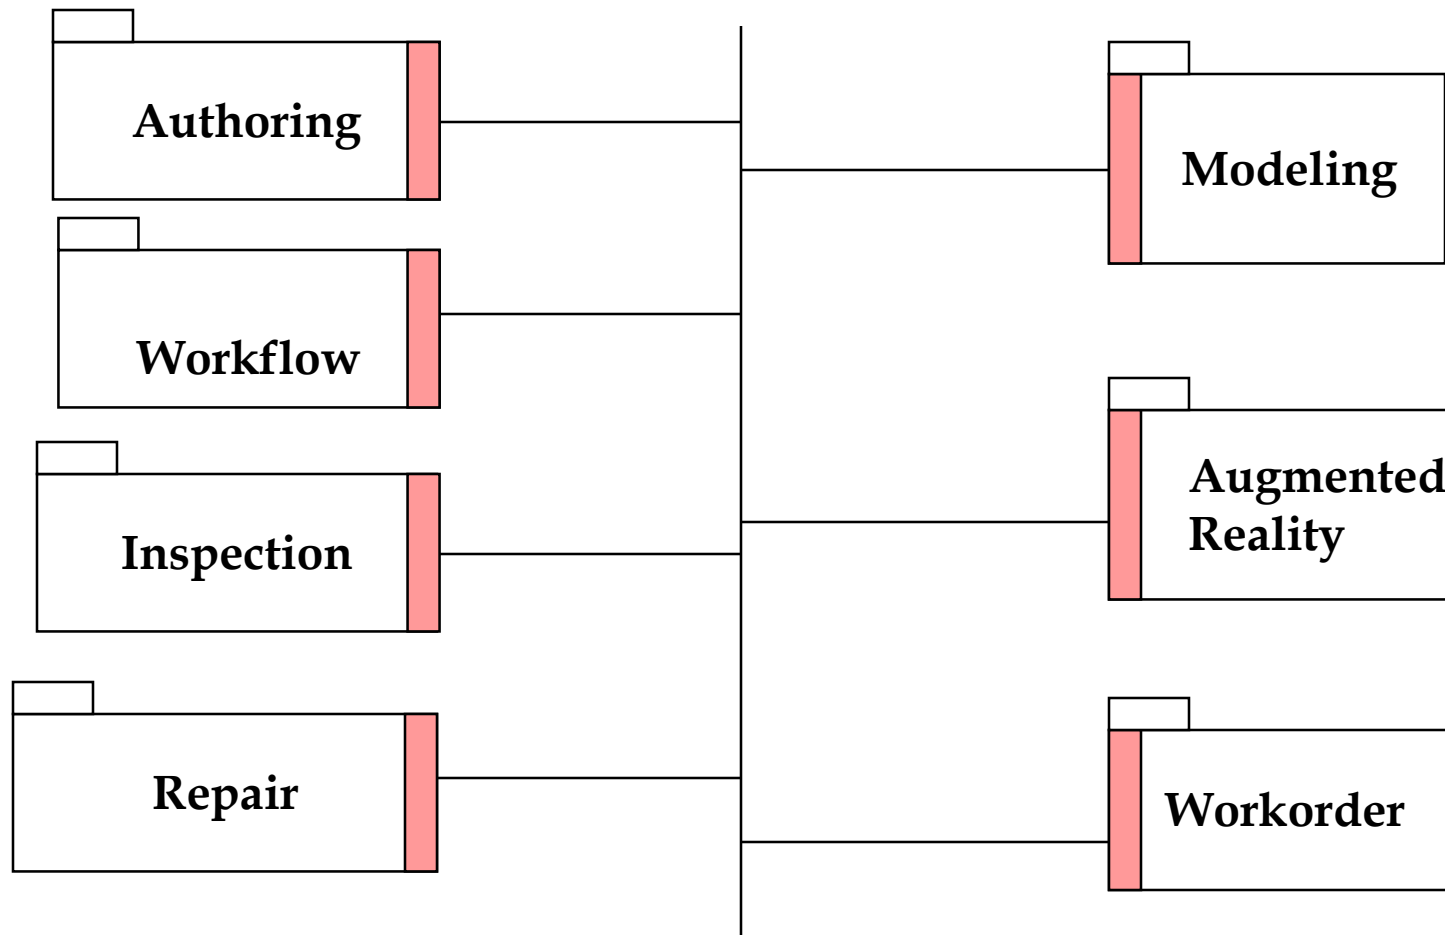 Authoring
Workflow
Inspection
Repair
Modeling
Augmented
Reality
Workorder